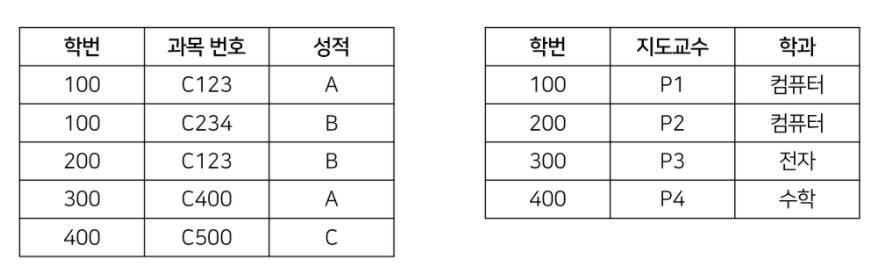 학번 과목 번호 성적
100 C123 A
100 C234 B
200 C123 B
300 C400 A
400 C500 C
학번 지도교수 학과
100 P1 컴퓨터
200 P2 컴퓨터
300 P3 전자
400 P4 수학